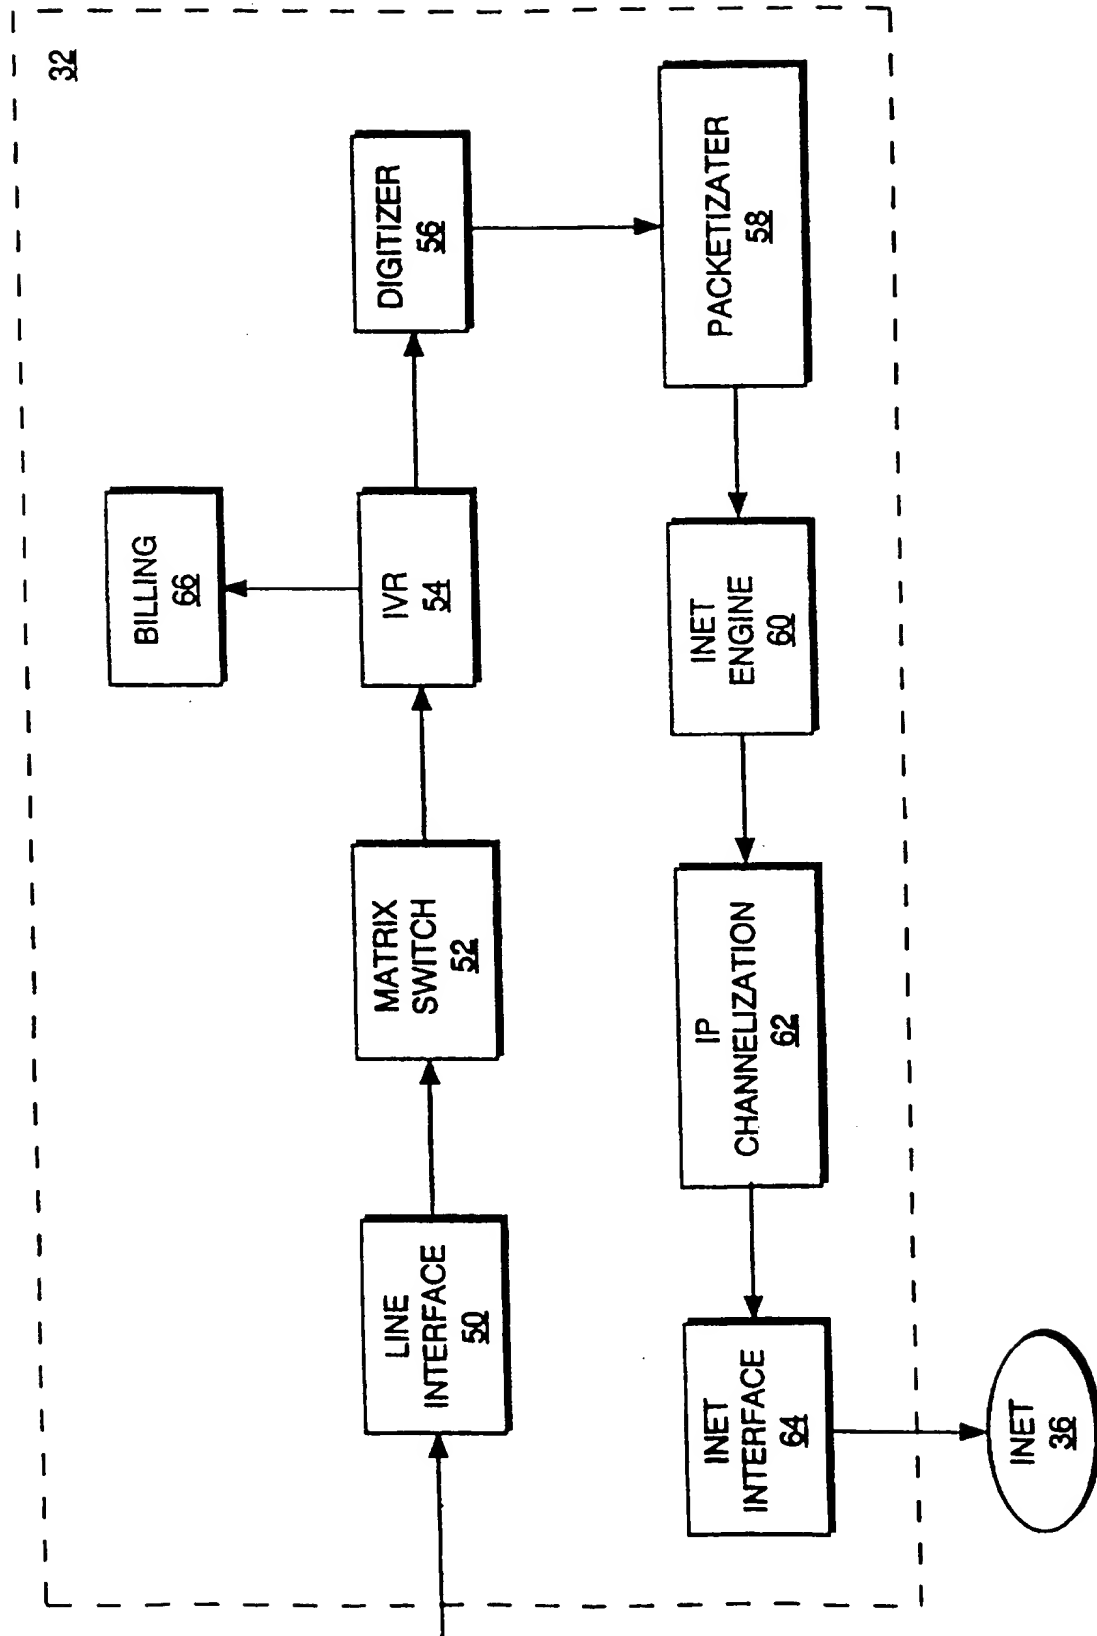 32
BILLING
66
LINE
INTERFACE
50
MATRIX
SWITCH
52
IVR
54
DIGITIZER
56
INET
INTERFACE
64
IP
CHANNELIZATION
62
INET
ENGINE
60
PACKETIZATER
58
INET
36